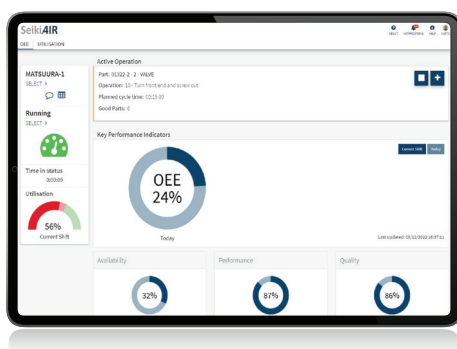 SeikiAIR
ABOUT
HELP
OEE UTILISATION
MATSUURA-1
SELECT >
Running
SELECT >
Time in status
Utilisation
56%
Current Shift
Active Operation
Part: 01322-2 - 2 - VALVE
Operation: 10 - Turn front end and screw-cut
Planned cycle time: 00:15:00
Good Parts: 0
Key Performance Indicators
Current Shift Today
OEE
24%
Today
Availability
32%
Performance
87%
Quality
86%